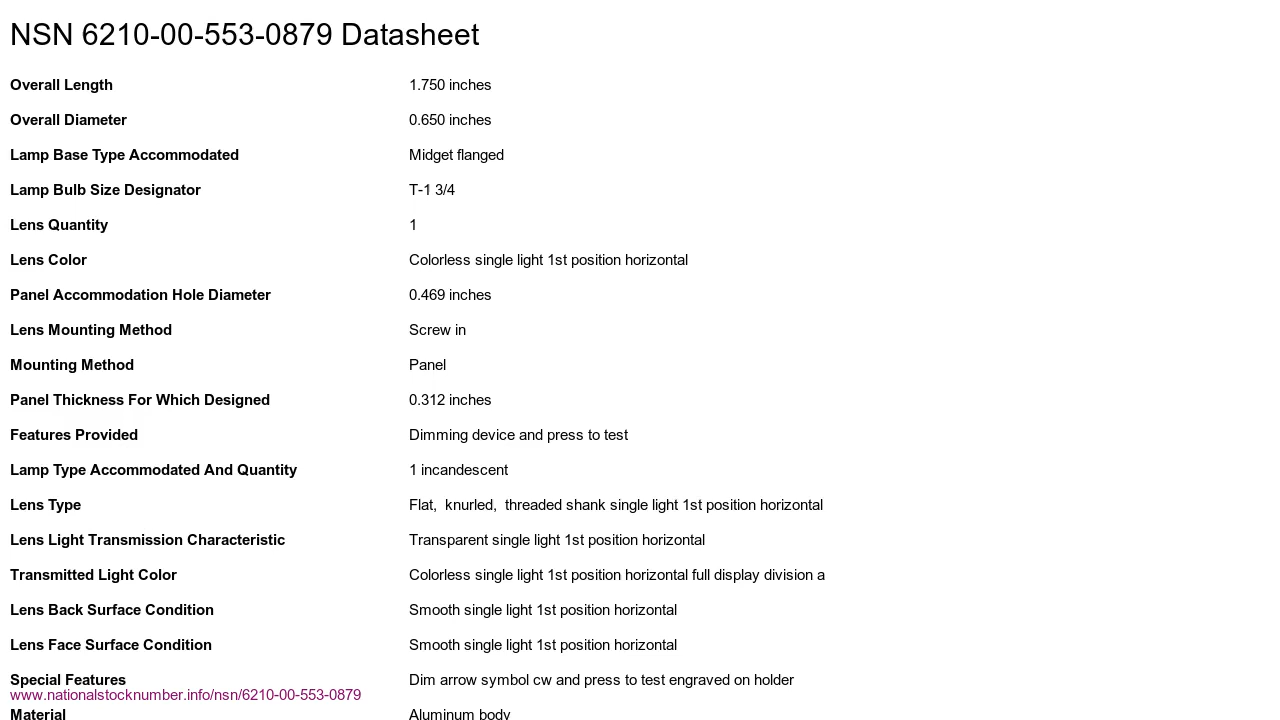 NSN 6210-00-553-0879 Datasheet
Overall Length 1.750 inches
Overall Diameter 0.650 inches
Lamp Base Type Accommodated Midget flanged
Lamp Bulb Size Designator T-1 3/4
Lens Quantity 1
Lens Color Colorless single light 1st position horizontal
Panel Accommodation Hole Diameter 0.469 inches
Lens Mounting Method Screw in
Mounting Method Panel
Panel Thickness For Which Designed 0.312 inches
Features Provided Dimming device and press to test
Lamp Type Accommodated And Quantity 1 incandescent
Lens Type Flat,  knurled,  threaded shank single light 1st position horizontal
Lens Light Transmission Characteristic Transparent single light 1st position horizontal
Transmitted Light Color Colorless single light 1st position horizontal full display division a
Lens Back Surface Condition Smooth single light 1st position horizontal
Lens Face Surface Condition Smooth single light 1st position horizontal
Special Features Dim arrow symbol cw and press to test engraved on holder
www.nationalstocknumber.info/nsn/6210-00-553-0879
Material Aluminum body